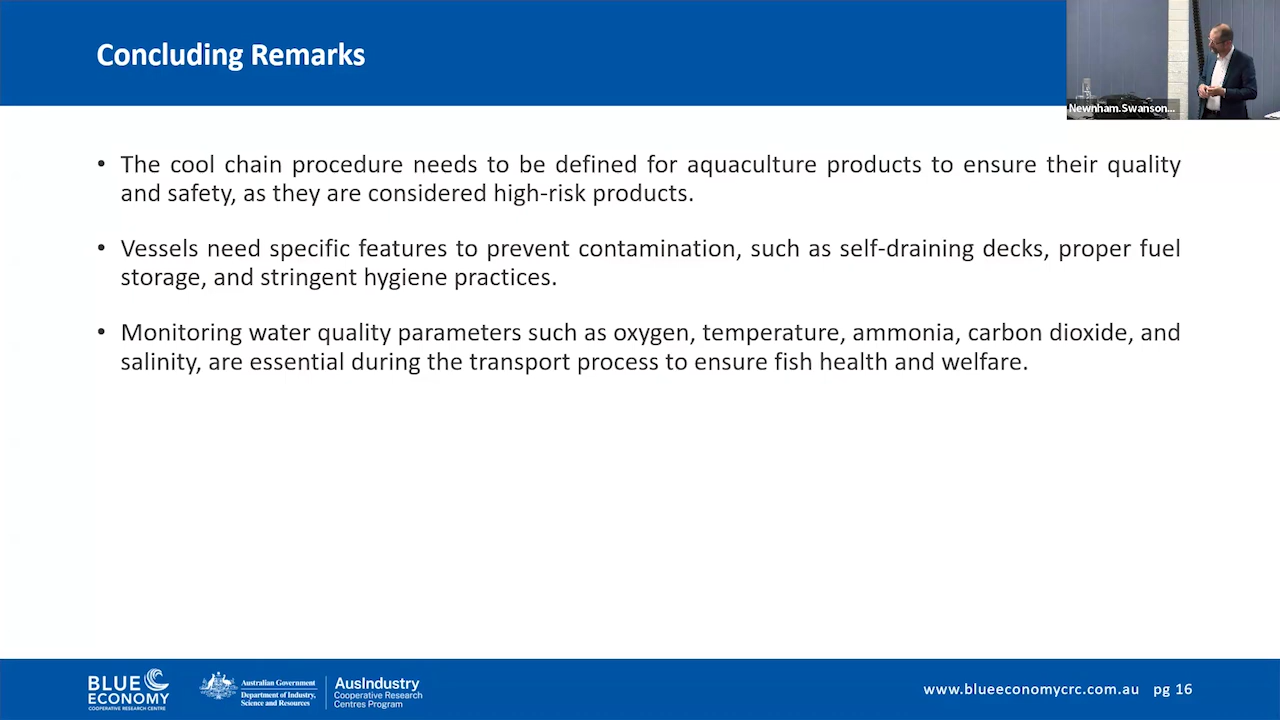 Concluding Remarks
Newnham.Swanson...
• The cool chain procedure needs to be defined for aquaculture products to ensure their quality
and safety, as they are considered high-risk products.
• Vessels need specific features to prevent contamination, such as self-draining decks, proper fuel
storage, and stringent hygiene practices.
• Monitoring water quality parameters such as oxygen, temperature, ammonia, carbon dioxide, and
salinity, are essential during the transport process to ensure fish health and welfare.
BLUE
ECONOMY
COOPERATIVE RESEARCH CENTRE
Australian Government
Department of Industry,
Science and Resources
AusIndustry
Cooperative Research
Centres Program
www.blueeconomycrc.com.au pg 16